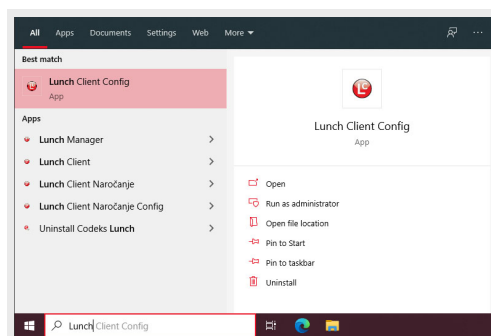 All Apps Documents Settings Web More
Best match
Lunch Client Config
App
Apps
Lunch Manager
Lunch Client
Lunch Client Naročanje
Lunch Client Naročanje Config
Uninstall Codeks Lunch
Lc
Lunch Client Config
App
Open
Run as administrator
Open file location
Pin to Start
Pin to taskbar
Uninstall
Lunch Client Config